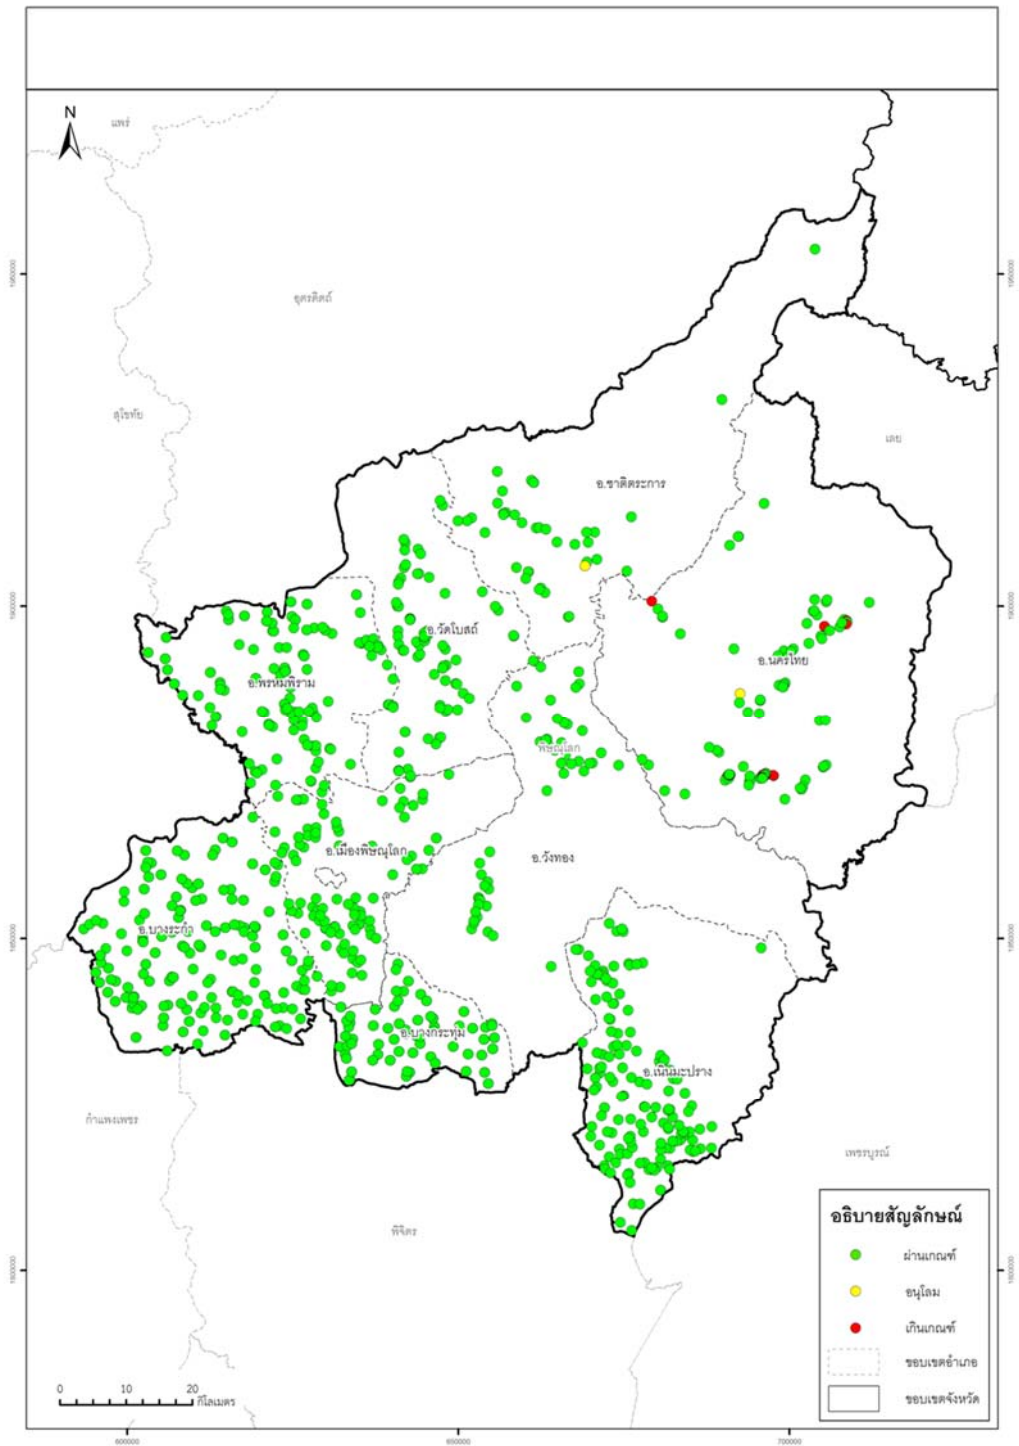 N
แพร่
1950000
1950000
อุตรดิตถ์
สุโขทัย
เลย
อ.ชาติตระการ
1900000
1900000
อ.วัดโบสถ์
อ.นครไทย
อ.พรหมพิราม
พิษณุโลก
อ.เมืองพิษณุโลก
อ.วังทอง
อ.บางระกำ
1850000
1850000
อ.บางกระทุ่ม
อ.เนินมะปราง
กำแพงเพชร
เพชรบูรณ์
พิจิตร
1800000
1800000
อธิบายสัญลักษณ์
ผ่านเกณฑ์
อนุโลม
เกินเกณฑ์
ขอบเขตอำเภอ
ขอบเขตจังหวัด
0 10 20
กิโลเมตร
600000 650000 700000